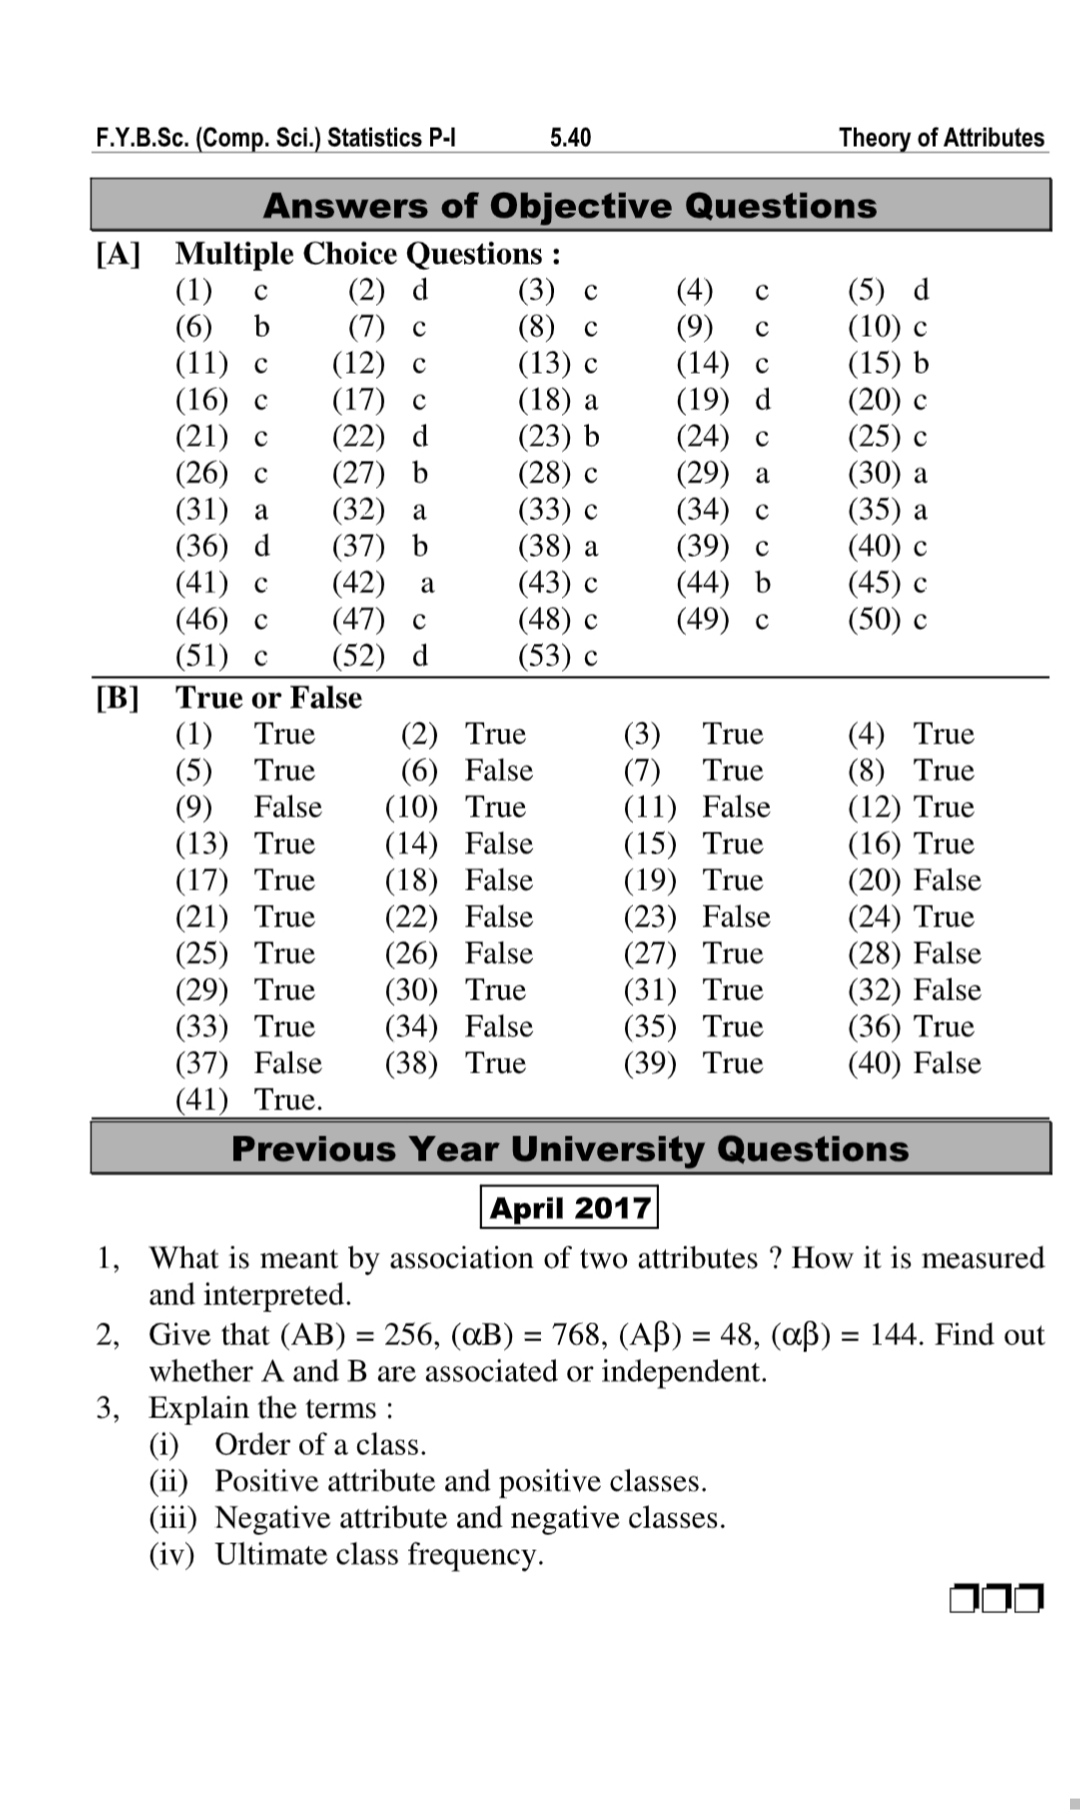 F.Y.B.Sc. (Comp. Sci.) Statistics P-I 5.40 Theory of Attributes
Answers of Objective Questions
[A] Multiple Choice Questions :
(1) c (2) d (3) c (4) c (5) d
(6) b (7) c (8) c (9) c (10) c
(11) c (12) c (13) c (14) c (15) b
(16) c (17) c (18) a (19) d (20) c
(21) c (22) d (23) b (24) c (25) c
(26) c (27) b (28) c (29) a (30) a
(31) a (32) a (33) c (34) c (35) a
(36) d (37) b (38) a (39) c (40) c
(41) c (42) a (43) c (44) b (45) c
(46) c (47) c (48) c (49) c (50) c
(51) c (52) d (53) c
[B] True or False
(1) True (2) True (3) True (4) True
(5) True (6) False (7) True (8) True
(9) False (10) True (11) False (12) True
(13) True (14) False (15) True (16) True
(17) True (18) False (19) True (20) False
(21) True (22) False (23) False (24) True
(25) True (26) False (27) True (28) False
(29) True (30) True (31) True (32) False
(33) True (34) False (35) True (36) True
(37) False (38) True (39) True (40) False
(41) True.
Previous Year University Questions
April 2017
1, What is meant by association of two attributes ? How it is measured
and interpreted.
2, Give that (AB) = 256, (αB) = 768, (Aβ) = 48, (αβ) = 144. Find out
whether A and B are associated or independent.
3, Explain the terms :
(i) Order of a class.
(ii) Positive attribute and positive classes.
(iii) Negative attribute and negative classes.
(iv) Ultimate class frequency.